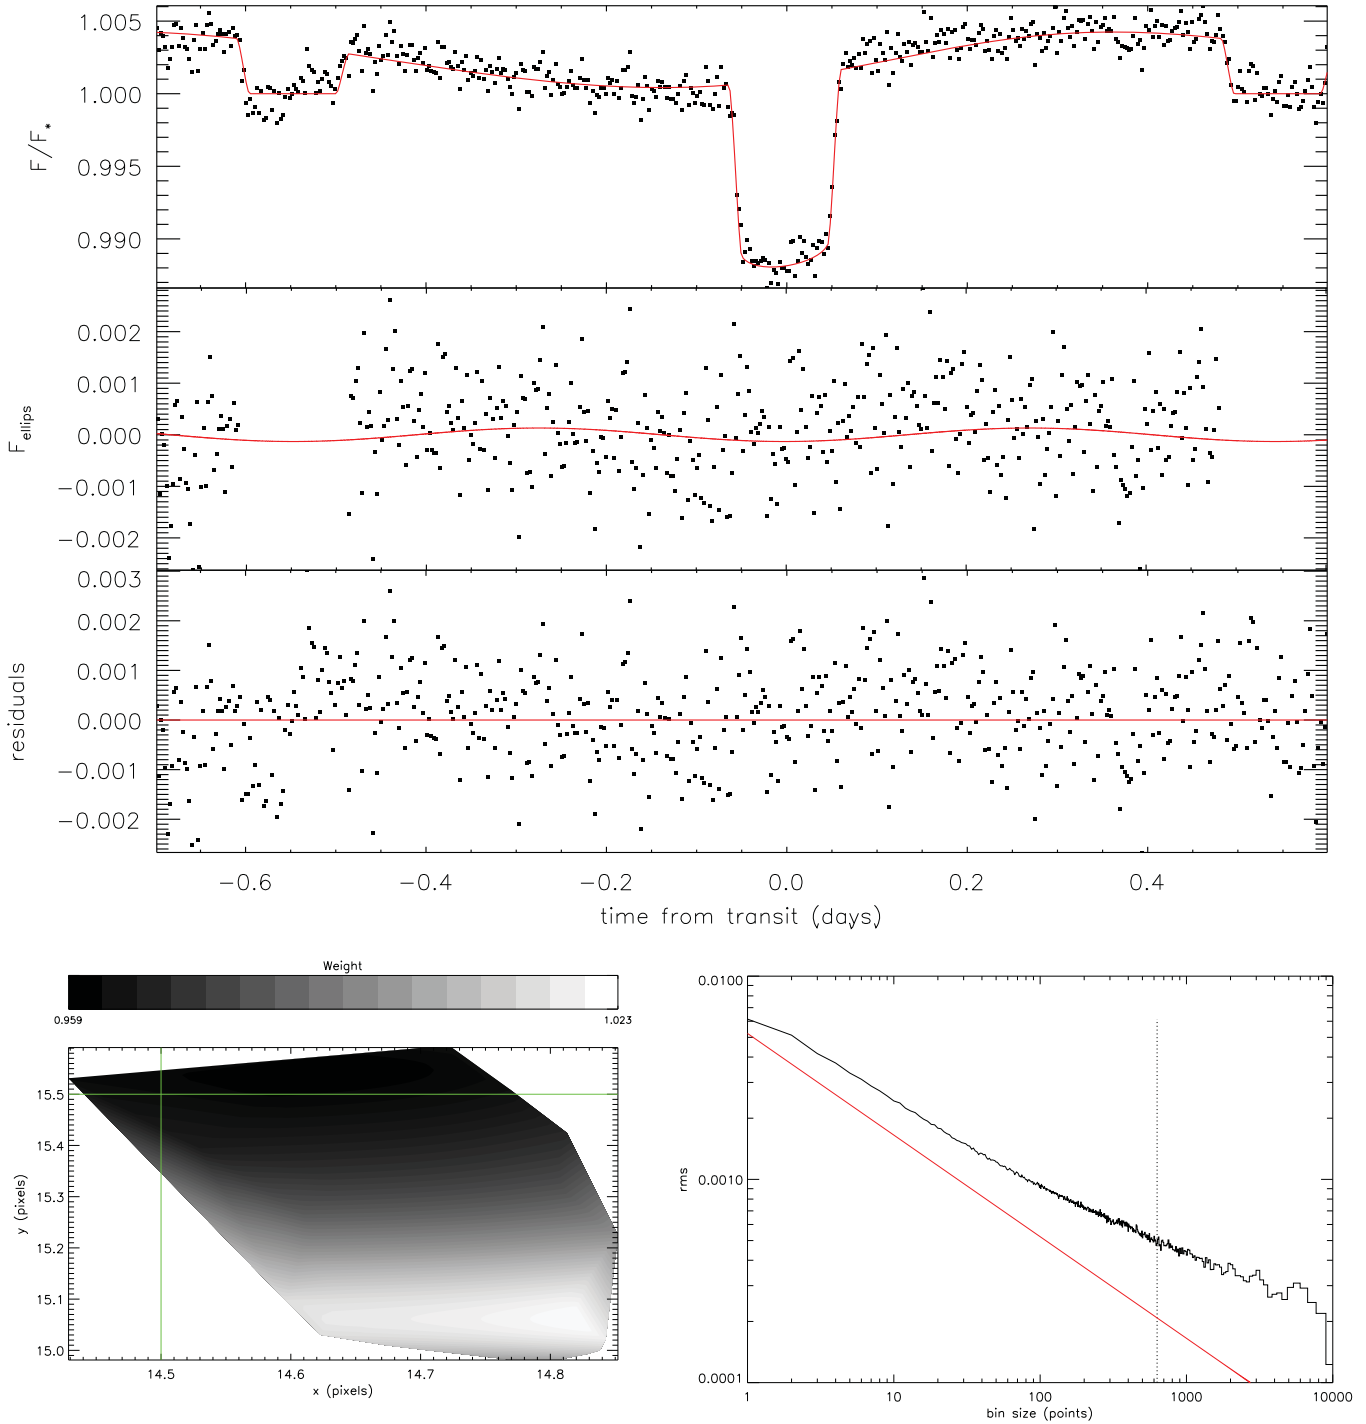 1.005
1.000
0.995
0.990
F/F*
0.002
0.001
0.000
−0.001
−0.002
Fellips
0.003
0.002
0.001
0.000
−0.001
−0.002
residuals
−0.6 −0.4 −0.2 0.0 0.2 0.4
time from transit (days)
Weight
0.959 1.023
15.5
15.4
15.3
15.2
15.1
15.0
y (pixels)
14.5 14.6 14.7 14.8
x (pixels)
0.0100
0.0010
0.0001
rms
1 10 100 1000 10000
bin size (points)